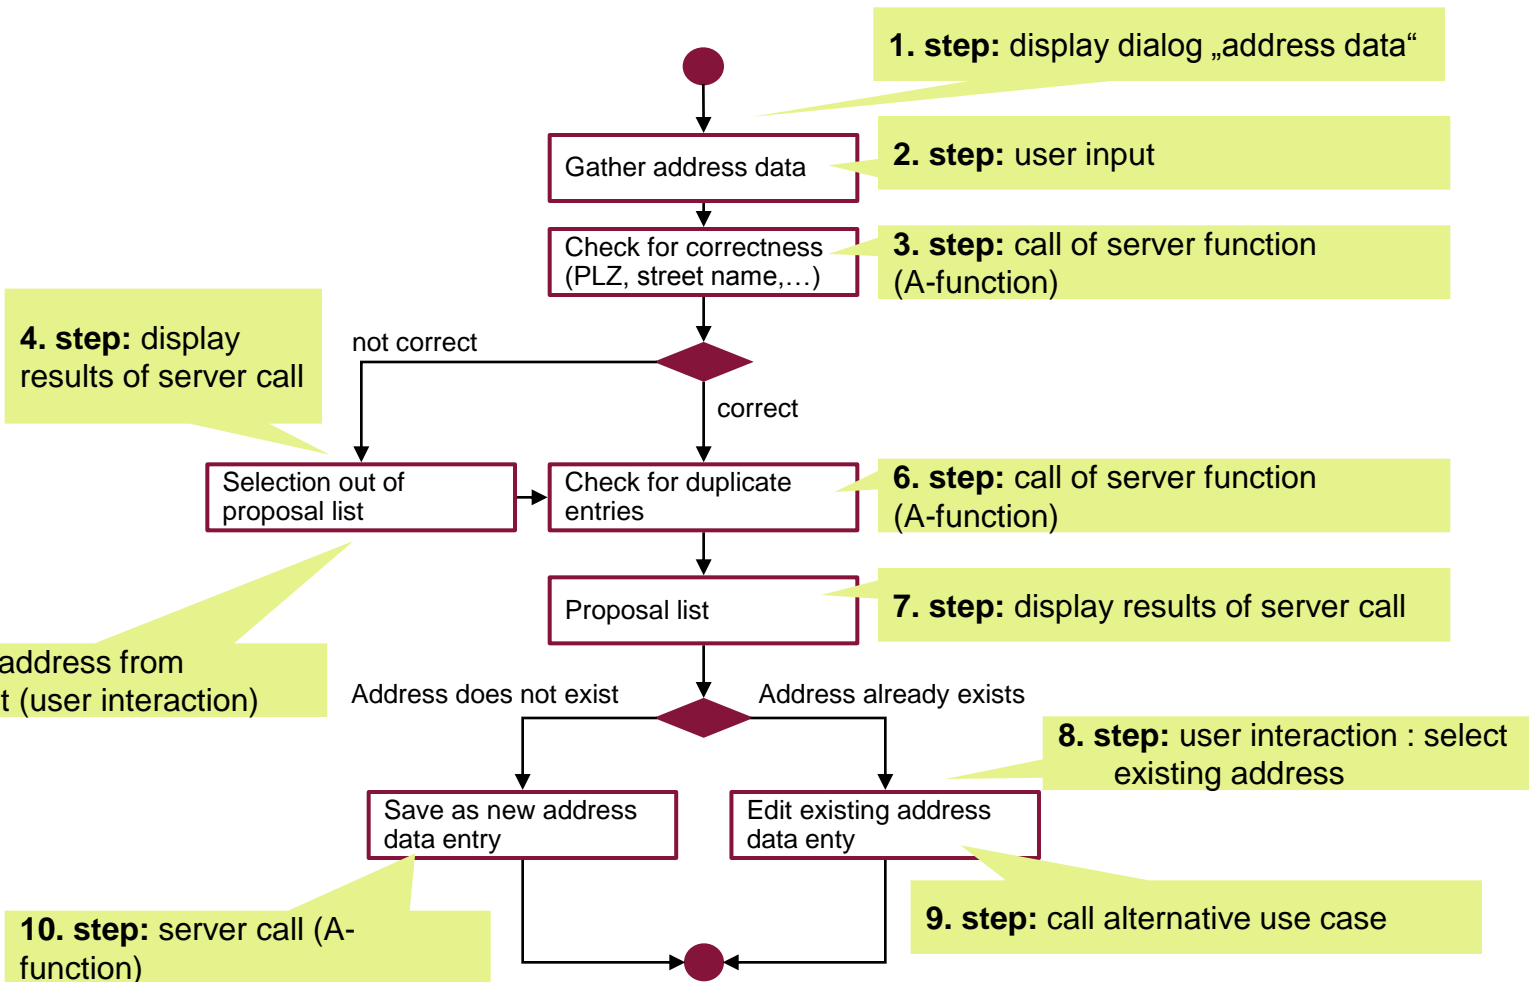 1. step: display dialog „address data“
Gather address data
2. step: user input
Check for correctness
(PLZ, street name,…)
3. step: call of server function
(A-function)
4. step: display
results of server call
not correct
correct
Selection out of
proposal list
Check for duplicate
entries
6. step: call of server function
(A-function)
Proposal list
7. step: display results of server call
address from
t (user interaction)
Address does not exist
Address already exists
8. step: user interaction : select
existing address
Save as new address
data entry
Edit existing address
data enty
10. step: server call (A-
function)
9. step: call alternative use case